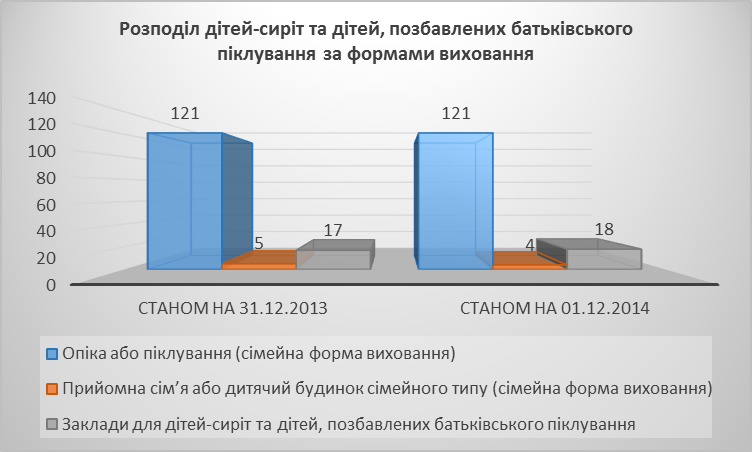 Розподіл дітей-сиріт та дітей, позбавлених батьківського
піклування за формами виховання
140
120
100
80
60
40
20
0
121
5
17
121
4
18
СТАНОМ НА 31.12.2013
СТАНОМ НА 01.12.2014
Опіка або піклування (сімейна форма виховання)
Прийомна сім’я або дитячий будинок сімейного типу (сімейна форма виховання)
Заклади для дітей-сиріт та дітей, позбавлених батьківського піклування